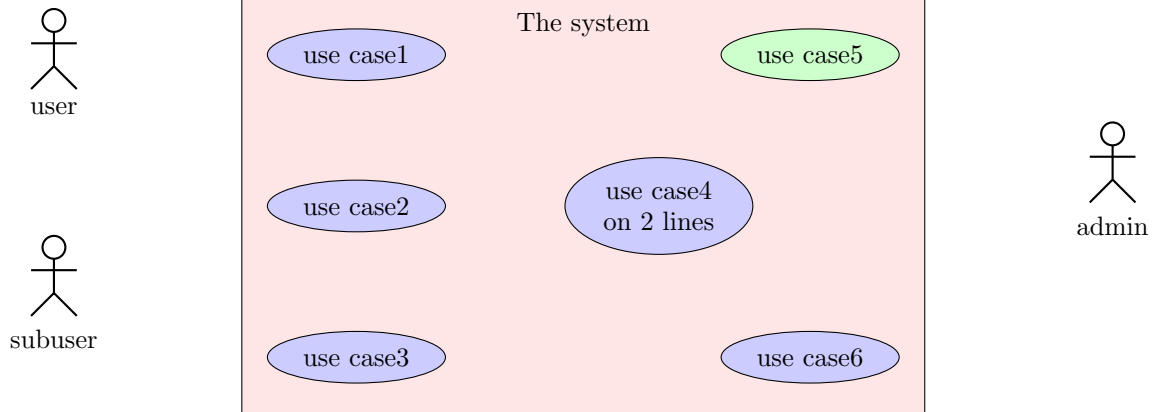 The system
user
use case1
use case5
use case2
use case4
on 2 lines
admin
subuser
use case3
use case6